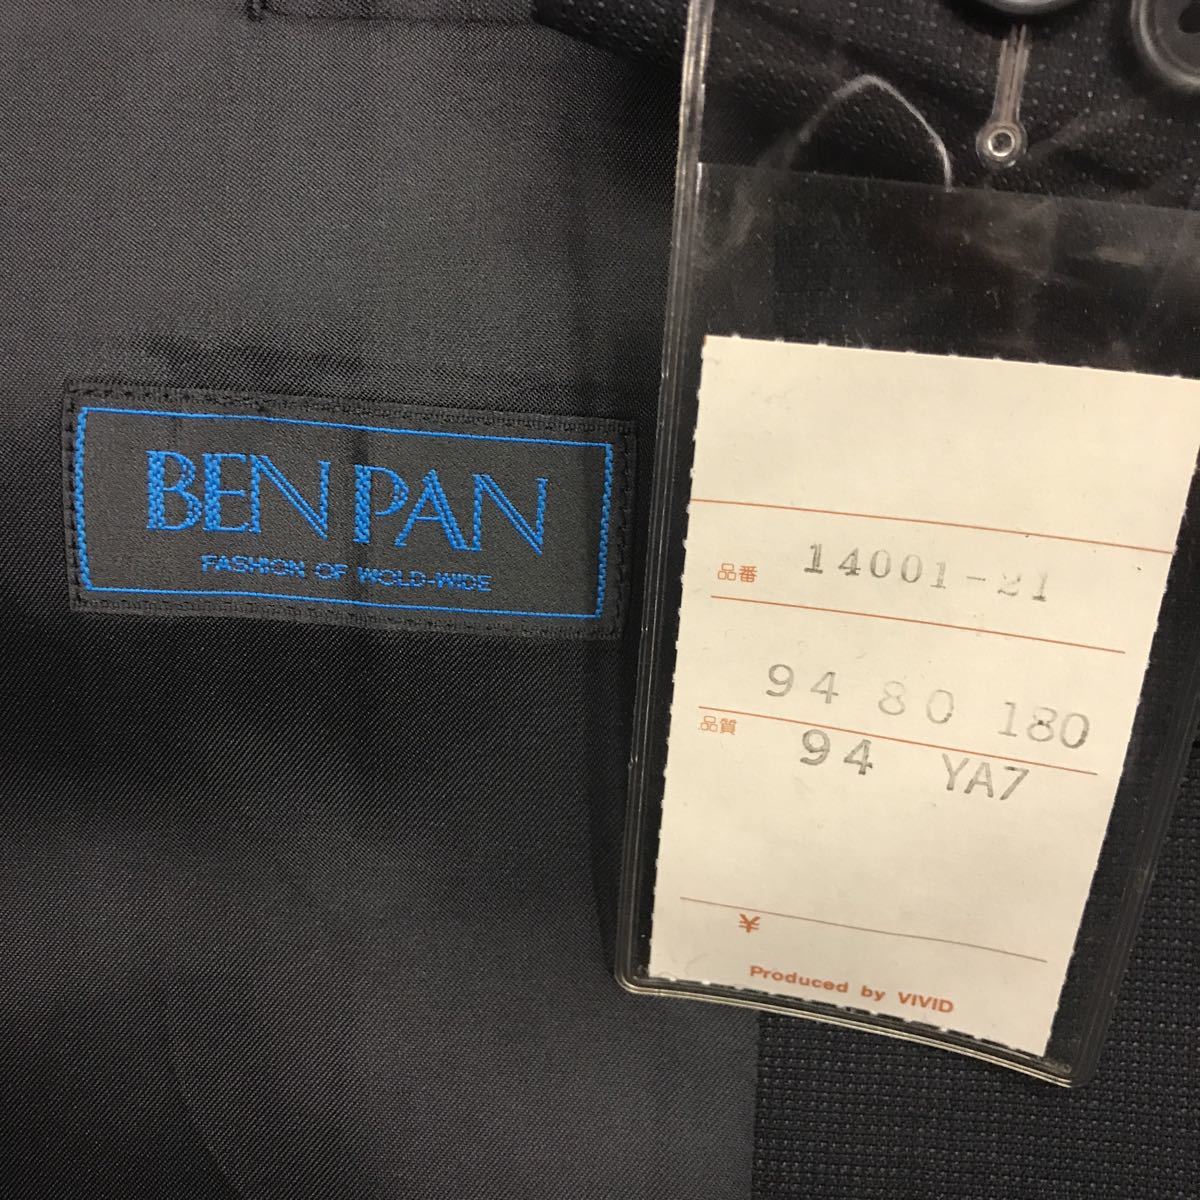 BEN PAN
FASHION OF WOLD-WIDE
品番 14001-21
94 80 180
品質 94 YA7
¥
Produced by VIVID